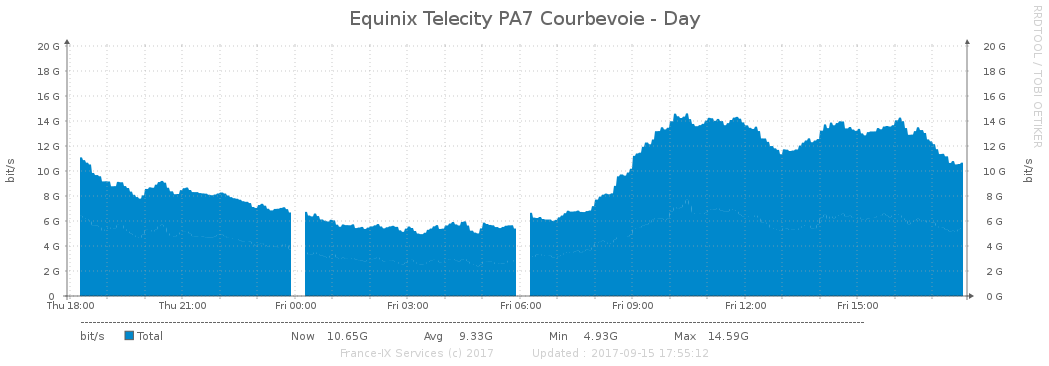 Equinix Telecity PA7 Courbevoie - Day
RRDTOOL / TOBI OETIKER
bit/s
20 G 20 G
18 G 18 G
16 G 16 G
14 G 14 G
12 G 12 G
10 G 10 G
8 G 8 G
6 G 6 G
4 G 4 G
2 G 2 G
0 0 G
bit/s
Thu 18:00 Thu 21:00 Fri 00:00 Fri 03:00 Fri 06:00 Fri 09:00 Fri 12:00 Fri 15:00
bit/s Total Now 10.65G Avg 9.33G Min 4.93G Max 14.59G
France-IX Services (c) 2017 Updated : 2017-09-15 17:55:12